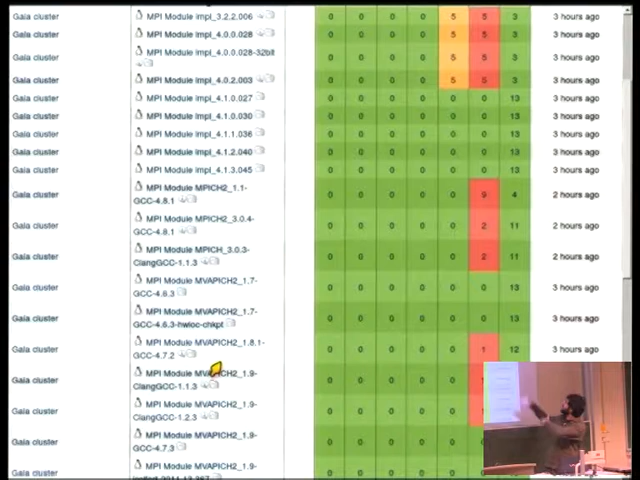 Gaia cluster MPI Module impi_3.2.2.006 0 0 0 0 5 5 3 3 hours ago
Gaia cluster MPI Module impi_4.0.0.028 0 0 0 0 5 5 3 3 hours ago
Gaia cluster MPI Module impi_4.0.0.028-32bit 0 0 0 0 5 5 3 3 hours ago
Gaia cluster MPI Module impi_4.0.2.003 0 0 0 0 5 5 3 3 hours ago
Gaia cluster MPI Module impi_4.1.0.027 0 0 0 0 0 0 13 3 hours ago
Gaia cluster MPI Module impi_4.1.0.030 0 0 0 0 0 0 13 3 hours ago
Gaia cluster MPI Module impi_4.1.1.036 0 0 0 0 0 0 13 3 hours ago
Gaia cluster MPI Module impi_4.1.2.040 0 0 0 0 0 0 13 3 hours ago
Gaia cluster MPI Module impi_4.1.3.045 0 0 0 0 0 0 13 3 hours ago
Gaia cluster MPI Module MPICH2_1.1- 0 0 0 0 0 9 4 2 hours ago
GCC-4.8.1
Gaia cluster MPI Module MPICH2_3.0.4- 0 0 0 0 0 2 11 2 hours ago
GCC-4.8.1
Gaia cluster MPI Module MPICH_3.0.3- 0 0 0 0 0 2 11 2 hours ago
ClangGCC-1.1.3
Gaia cluster MPI Module MVAPICH2_1.7- 0 0 0 0 0 0 13 3 hours ago
GCC-4.6.3
Gaia cluster MPI Module MVAPICH2_1.7- 0 0 0 0 0 0 13 3 hours ago
GCC-4.6.3-hwloc-chkpt
Gaia cluster MPI Module MVAPICH2_1.8.1- 0 0 0 0 0 1 12 3 hours ago
GCC-4.7.2
Gaia cluster MPI Module MVAPICH2_1.9- 0 0 0 0 0
ClangGCC-1.1.3
Gaia cluster MPI Module MVAPICH2_1.9- 0 0 0 0 0
ClangGCC-1.2.3
Gaia cluster MPI Module MVAPICH2_1.9- 0 0 0 0 0
GCC-4.7.3
Gaia cluster MPI Module MVAPICH2_1.9- 0 0 0 0 0